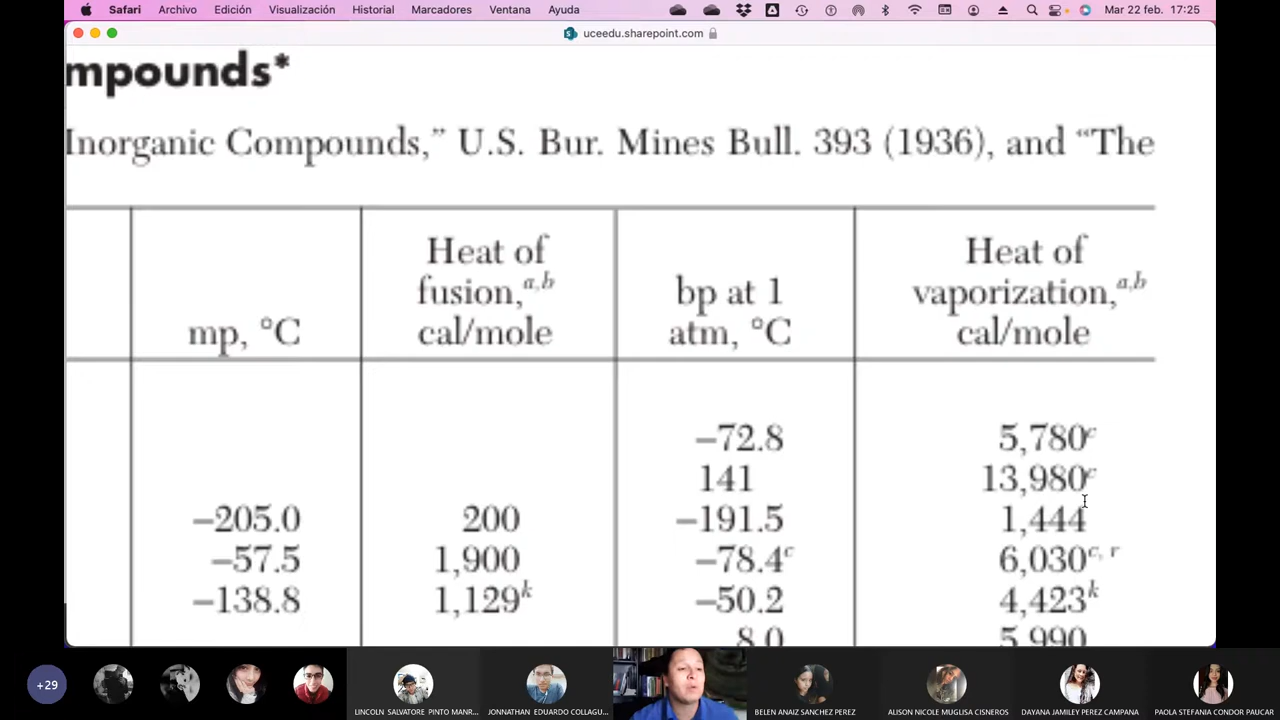 Safari Archivo Edición Visualización Historial Marcadores Ventana Ayuda Mar 22 feb. 17:25
uceedu.sharepoint.com
mpounds*
Inorganic Compounds,” U.S. Bur. Mines Bull. 393 (1936), and “The
mp, °C
Heat of
fusion,a,b
cal/mole
bp at 1
atm, °C
Heat of
vaporization,a,b
cal/mole
−72.8 5,780c
141 13,980c
−205.0 200 −191.5 1,444
−57.5 1,900 −78.4c 6,030c, r
−138.8 1,129k −50.2 4,423k
8.0 5,990
+29
LINCOLN SALVATORE PINTO MANR...
JONNATHAN EDUARDO COLLAGU...
BELEN ANAIZ SANCHEZ PEREZ
ALISON NICOLE MUGLISA CISNEROS
DAYANA JAMILEY PEREZ CAMPANA
PAOLA STEFANIA CONDOR PAUCAR